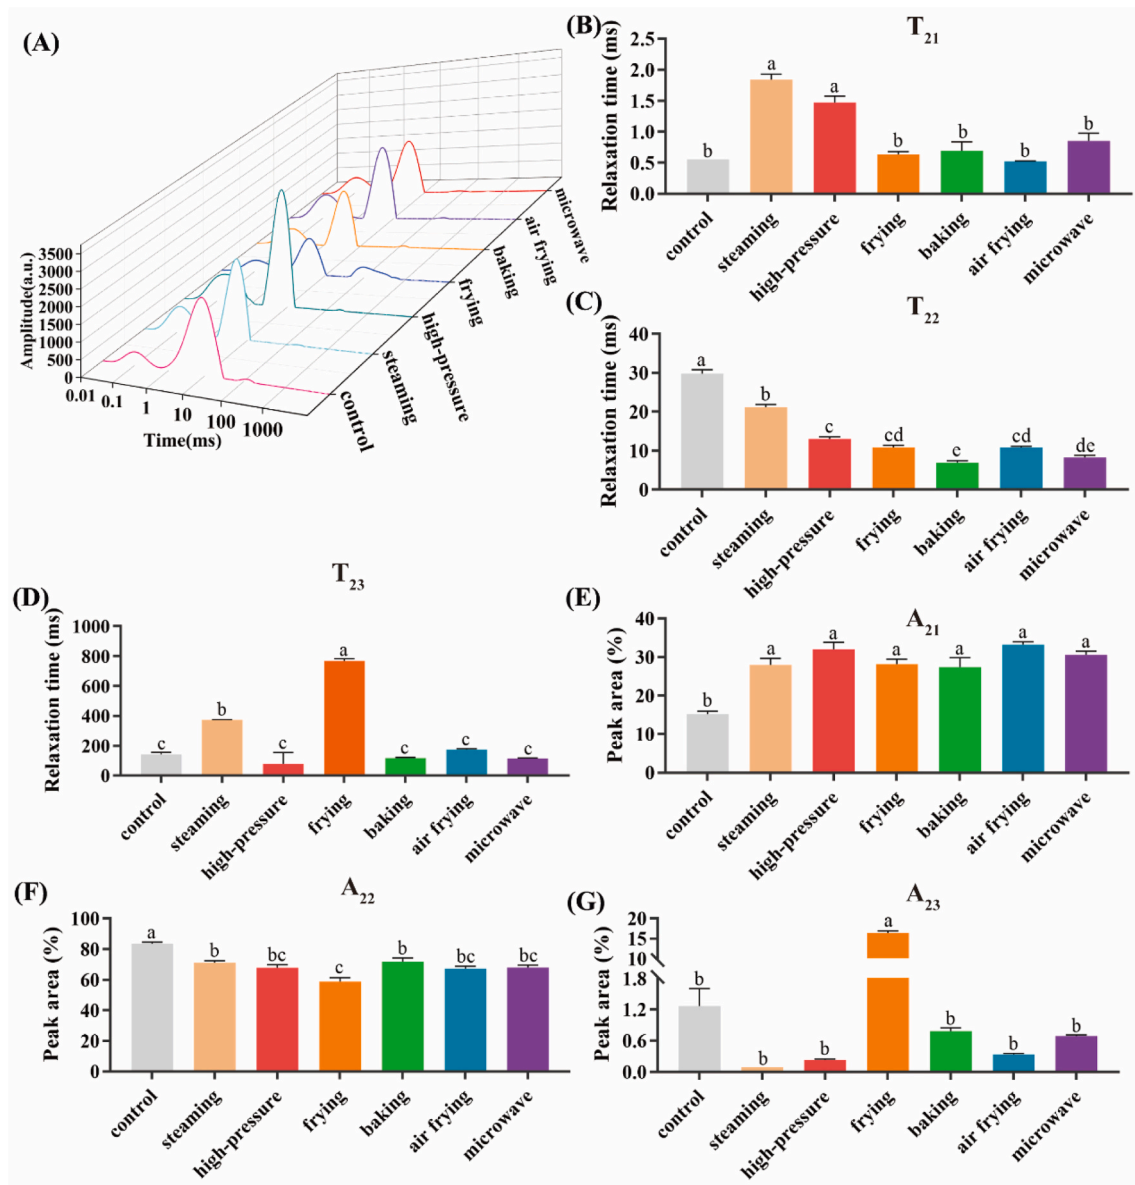 (A)
3500
3000
2500
2000
1500
1000
500
0
Amplitude(a.u.)
0.01
0.1
1
10
100
1000
Time(ms)
control
steaming
high-pressure
frying
baking
air frying
microwave
(B)
T21
Relaxation time (ms)
2.5
2.0
1.5
1.0
0.5
0.0
b
a
a
b
b
b
b
control
steaming
high-pressure
frying
baking
air frying
microwave
(C)
T22
Relaxation time (ms)
40
30
20
10
0
a
b
c
cd
e
cd
de
control
steaming
high-pressure
frying
baking
air frying
microwave
(D)
T23
Relaxation time (ms)
1000
800
600
400
200
0
c
b
c
a
c
c
c
control
steaming
high-pressure
frying
baking
air frying
microwave
(E)
A21
Peak area (%)
40
30
20
10
0
b
a
a
a
a
a
a
control
steaming
high-pressure
frying
baking
air frying
microwave
(F)
A22
Peak area (%)
100
80
60
40
20
0
a
b
bc
c
b
bc
bc
control
steaming
high-pressure
frying
baking
air frying
microwave
(G)
A23
Peak area (%)
20
15
10
1.8
1.2
0.6
0.0
b
b
b
a
b
b
b
control
steaming
high-pressure
frying
baking
air frying
microwave